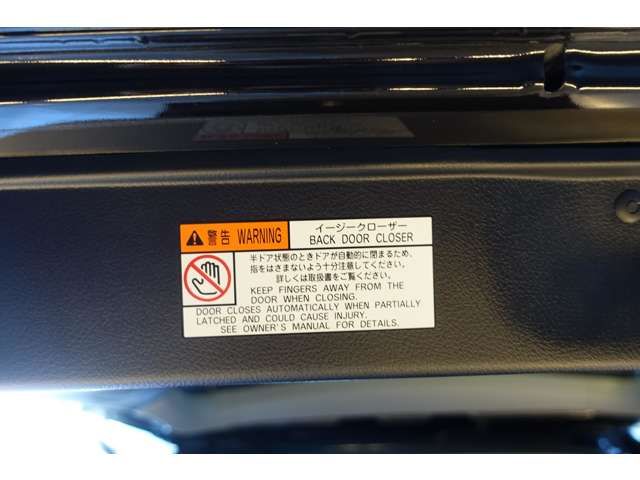 警告 WARNING
イージークローザー
BACK DOOR CLOSER
半ドア状態のときドアが自動的に閉まるため、
指をはさまないよう十分注意してください。
詳しくは取扱書をご覧ください。
KEEP FINGERS AWAY FROM THE
DOOR WHEN CLOSING.
DOOR CLOSES AUTOMATICALLY WHEN PARTIALLY
LATCHED AND COULD CAUSE INJURY.
SEE OWNER'S MANUAL FOR DETAILS.